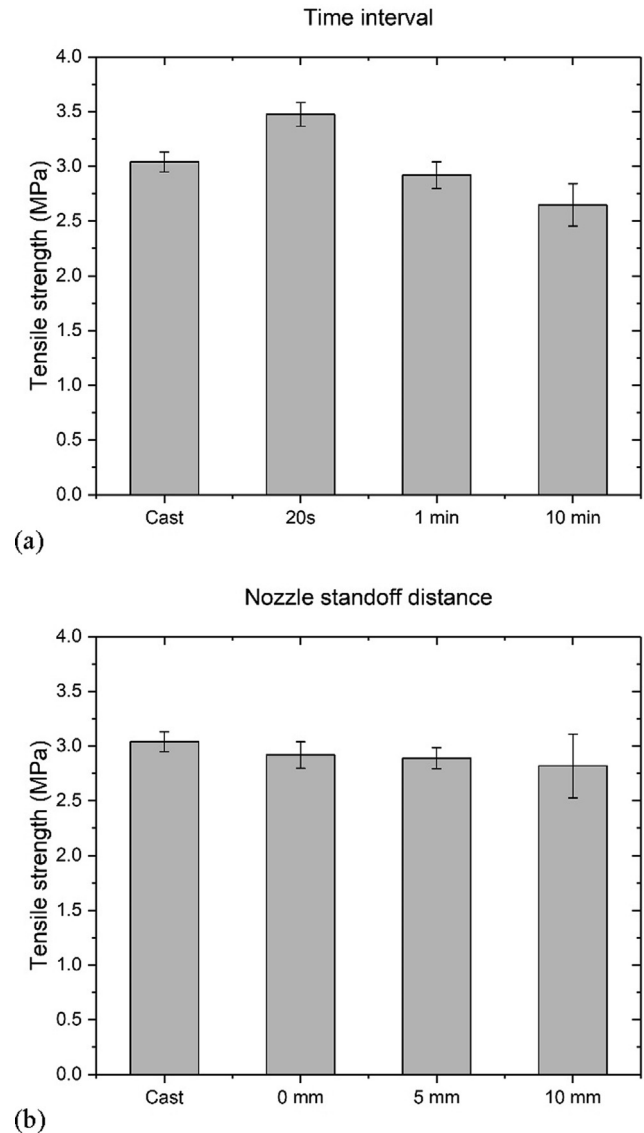 Time interval
Tensile strength (MPa)
4.0
3.5
3.0
2.5
2.0
1.5
1.0
0.5
0.0
Cast 20s 1 min 10 min
(a)
Nozzle standoff distance
Tensile strength (MPa)
4.0
3.5
3.0
2.5
2.0
1.5
1.0
0.5
0.0
Cast 0 mm 5 mm 10 mm
(b)